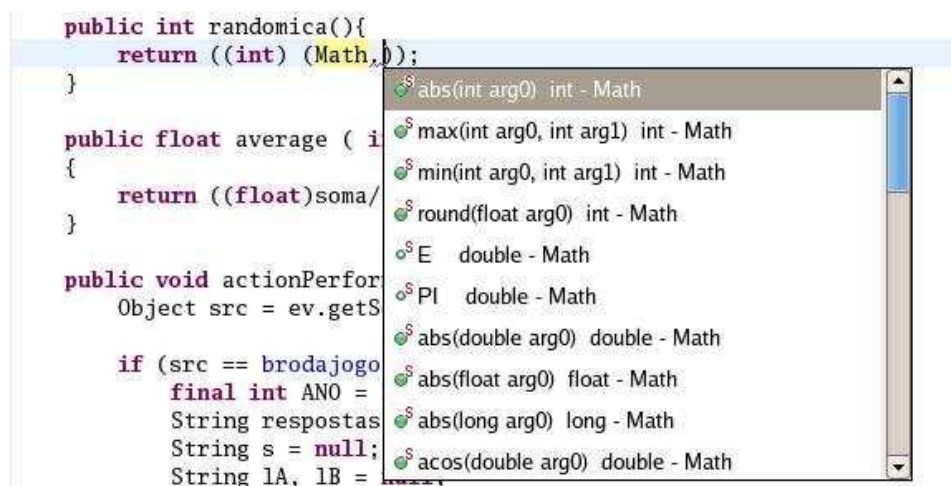 public int randomica(){
return ((int) (Math.));
}
public float average (
{
return ((float)soma/
}
public void actionPerfor
Object src = ev.getS
if (src == brodajogo
final int ANO =
String respostas
String s = null;
String lA, lB = null;
abs(int arg0) int - Math
max(int arg0, int arg1) int - Math
min(int arg0, int arg1) int - Math
round(float arg0) int - Math
E double - Math
PI double - Math
abs(double arg0) double - Math
abs(float arg0) float - Math
abs(long arg0) long - Math
acos(double arg0) double - Math